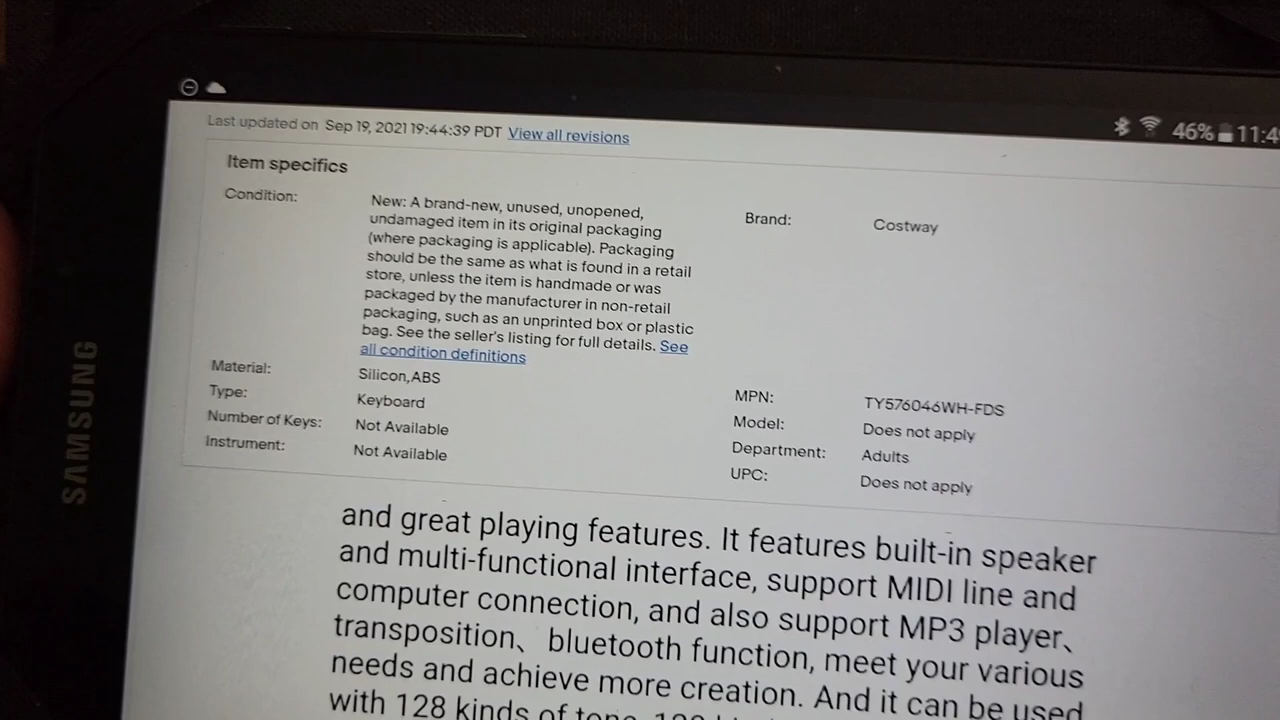 46% 11:4
Last updated on Sep 19, 2021 19:44:39 PDT View all revisions
Item specifics
Condition:
New: A brand-new, unused, unopened,
undamaged item in its original packaging
(where packaging is applicable). Packaging
should be the same as what is found in a retail
store, unless the item is handmade or was
packaged by the manufacturer in non-retail
packaging, such as an unprinted box or plastic
bag. See the seller's listing for full details. See
all condition definitions
Brand: Costway
Material: Silicon,ABS
MPN: TY576046WH-FDS
Type: Keyboard
Model: Does not apply
Number of Keys: Not Available
Department: Adults
Instrument: Not Available
UPC: Does not apply
SAMSUNG
and great playing features. It features built-in speaker
and multi-functional interface, support MIDI line and
computer connection, and also support MP3 player、
transposition、 bluetooth function, meet your various
needs and achieve more creation. And it can be used
with 128 kinds of tone